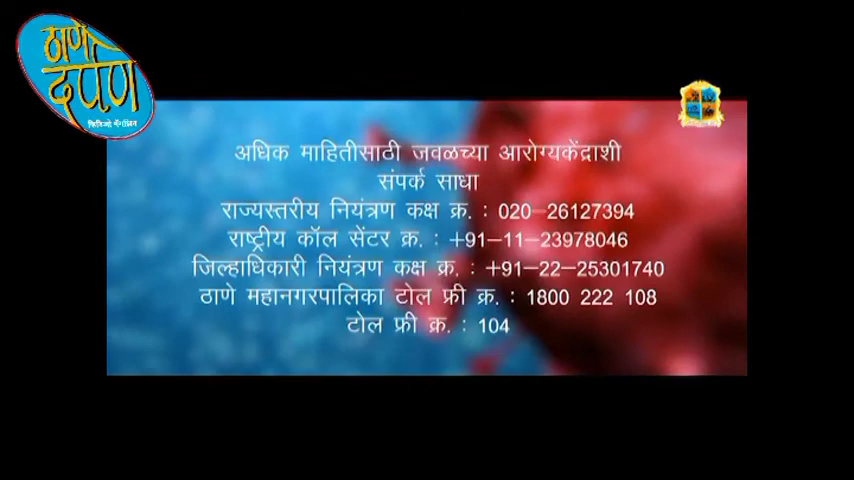 ठाणे
दर्पण
व्हिडिओ मॅगझिन
अधिक माहितीसाठी जवळच्या आरोग्यकेंद्राशी
संपर्क साधा
राज्यस्तरीय नियंत्रण कक्ष क्र. : 020-26127394
राष्ट्रीय कॉल सेंटर क्र. : +91-11-23978046
जिल्हाधिकारी नियंत्रण कक्ष क्र. : +91-22-25301740
ठाणे महानगरपालिका टोल फ्री क्र. : 1800 222 108
टोल फ्री क्र. : 104